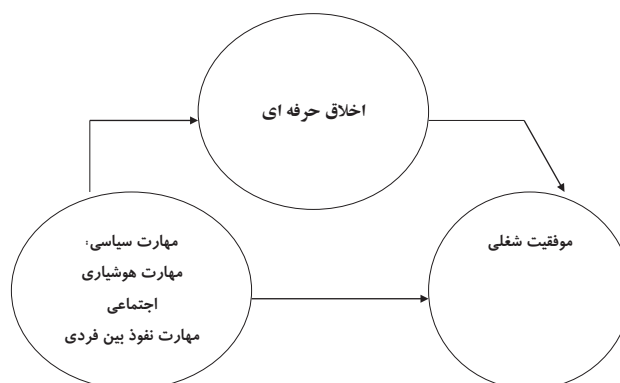 اخلاق حرفه ای
مهارت سیاسی:
مهارت هوشیاری
اجتماعی
مهارت نفوذ بین فردی
موفقیت شغلی